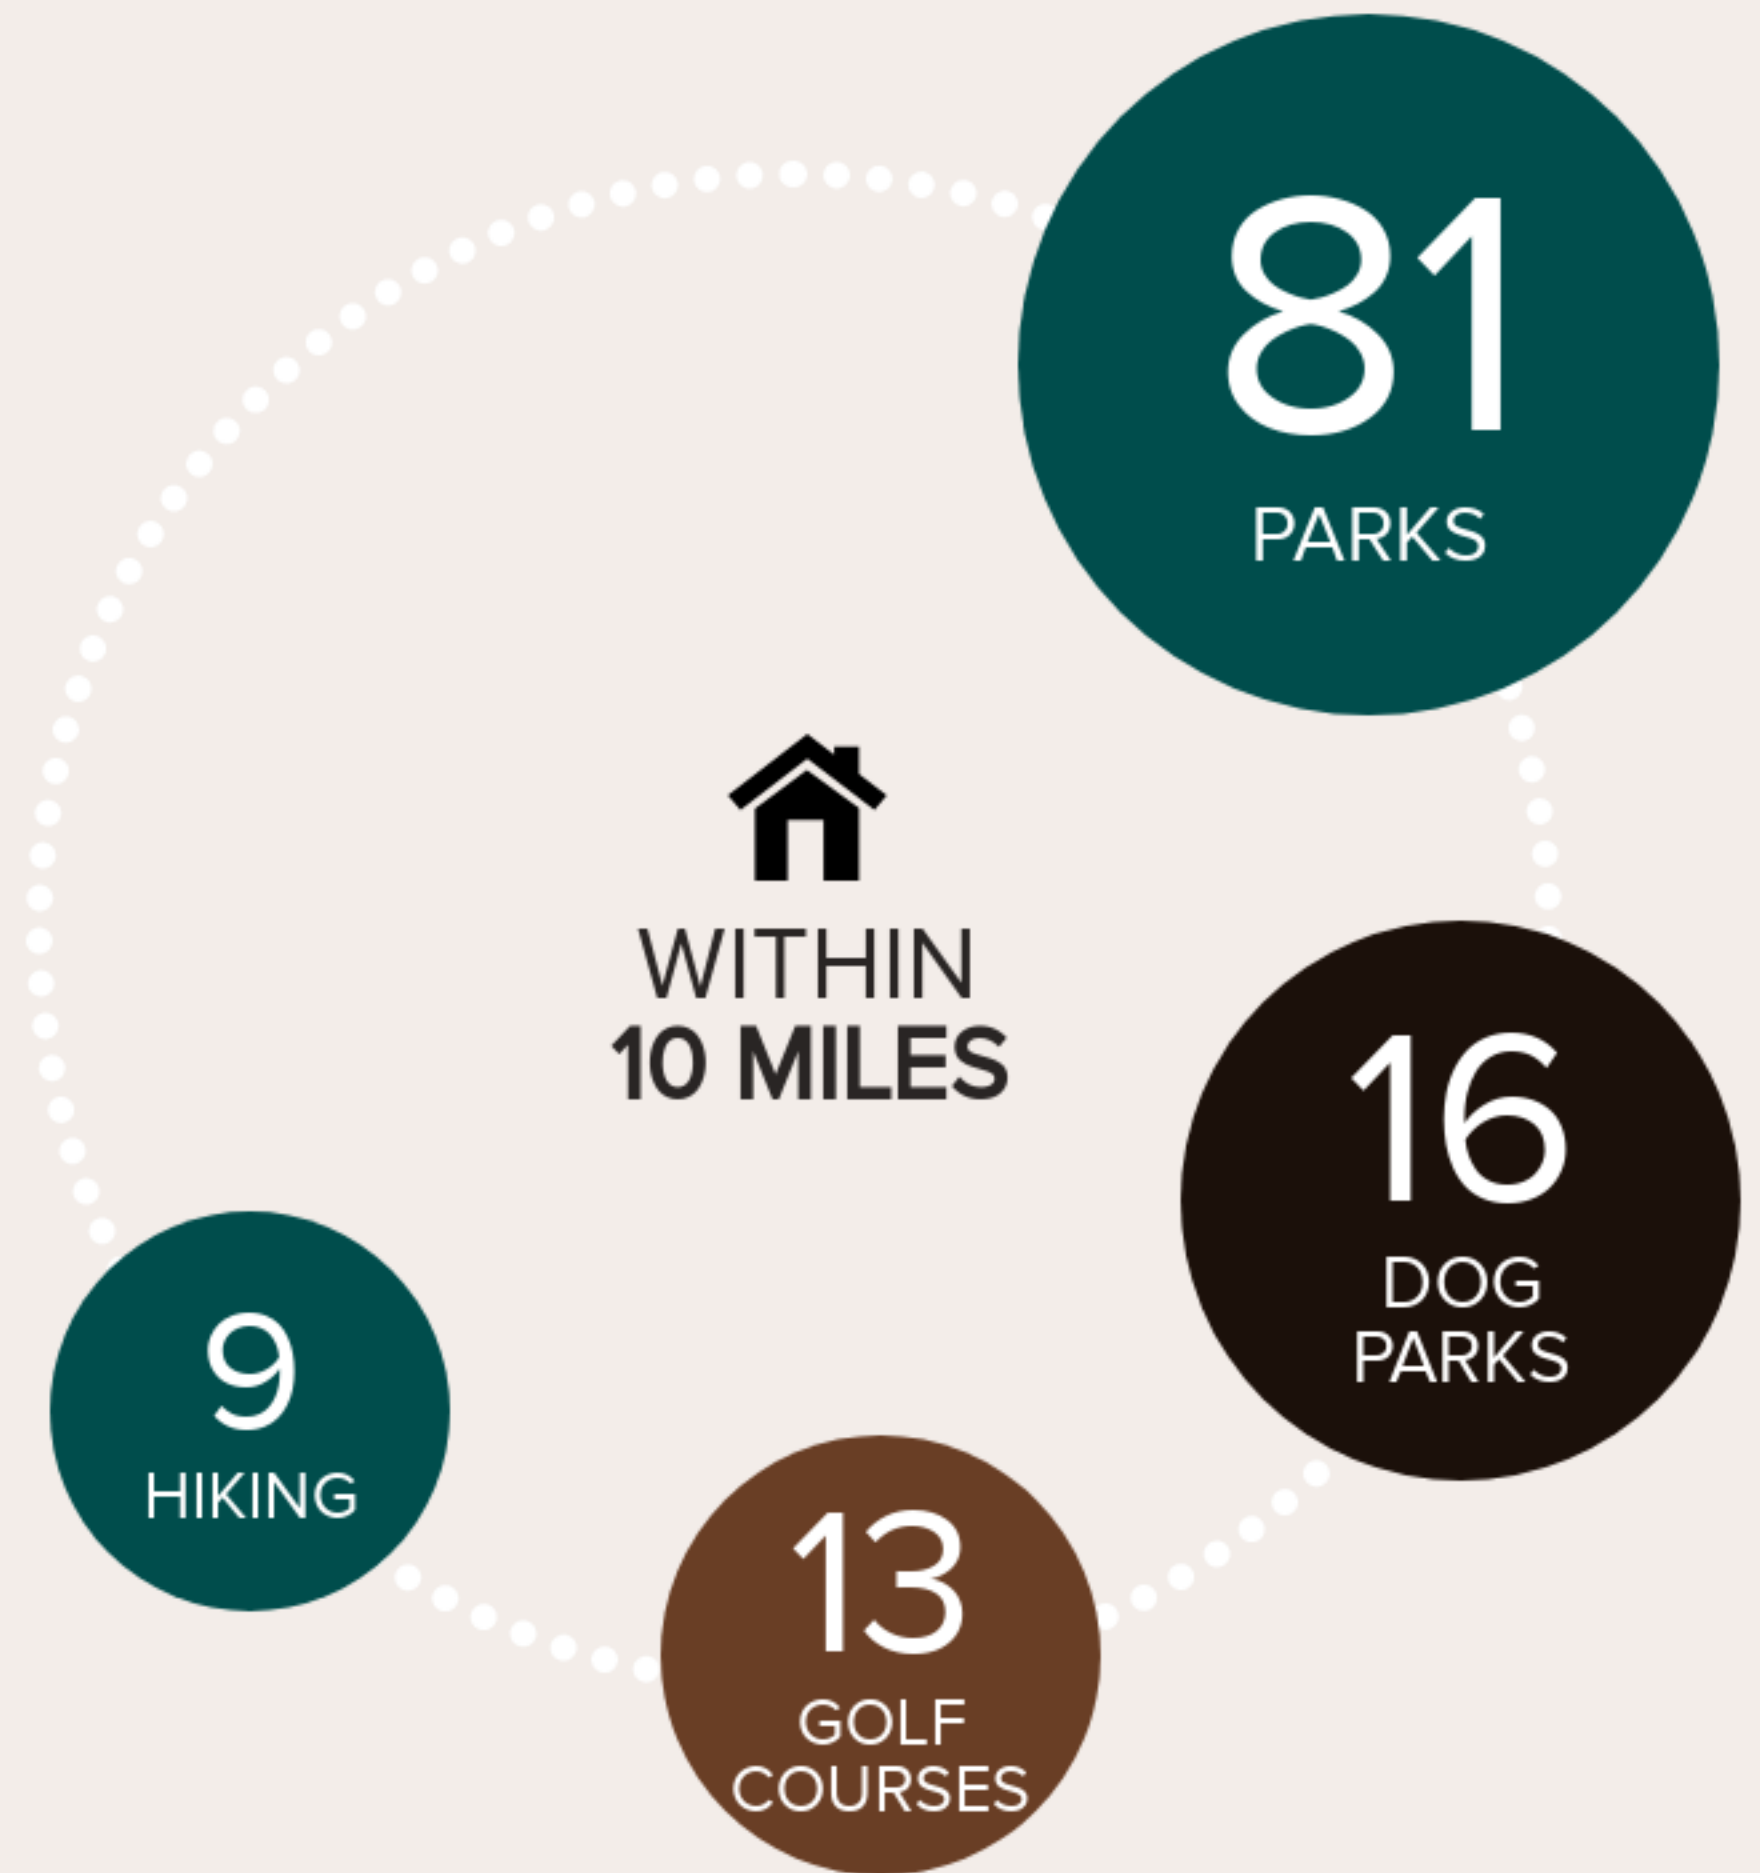 81
PARKS
WITHIN
10 MILES
16
DOG
PARKS
9
HIKING
13
GOLF
COURSES